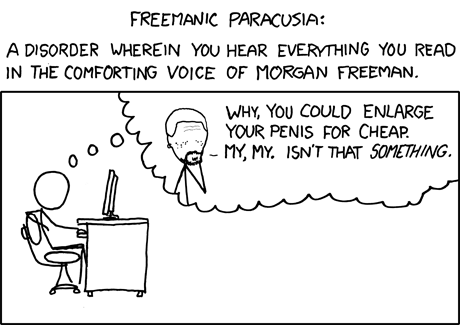 FREEMANIC PARACUSIA:
A DISORDER WHEREIN YOU HEAR EVERYTHING YOU READ
IN THE COMFORTING VOICE OF MORGAN FREEMAN.
WHY, YOU COULD ENLARGE
YOUR PENIS FOR CHEAP.
MY, MY. ISN'T THAT SOMETHING.